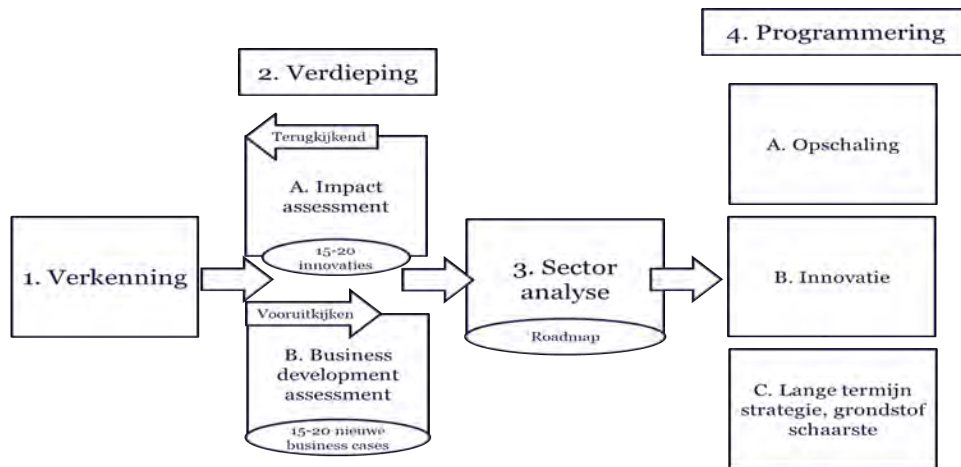 4. Programmering
2. Verdieping
Terugkijkend
A. Impact
assessment
15-20
innovaties
1. Verkenning
Vooruitkijken
B. Business
development
assessment
15-20 nieuwe
business cases
3. Sector
analyse
Roadmap
A. Opschaling
B. Innovatie
C. Lange termijn
strategie, grondstof
schaarste